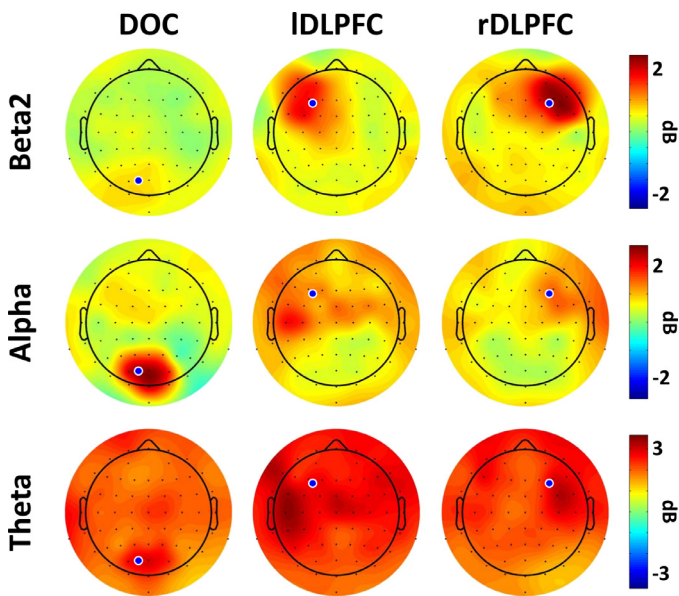 DOC lDLPFC rDLPFC
Beta2
2
dB
-2
Alpha
2
dB
-2
Theta
3
dB
-3